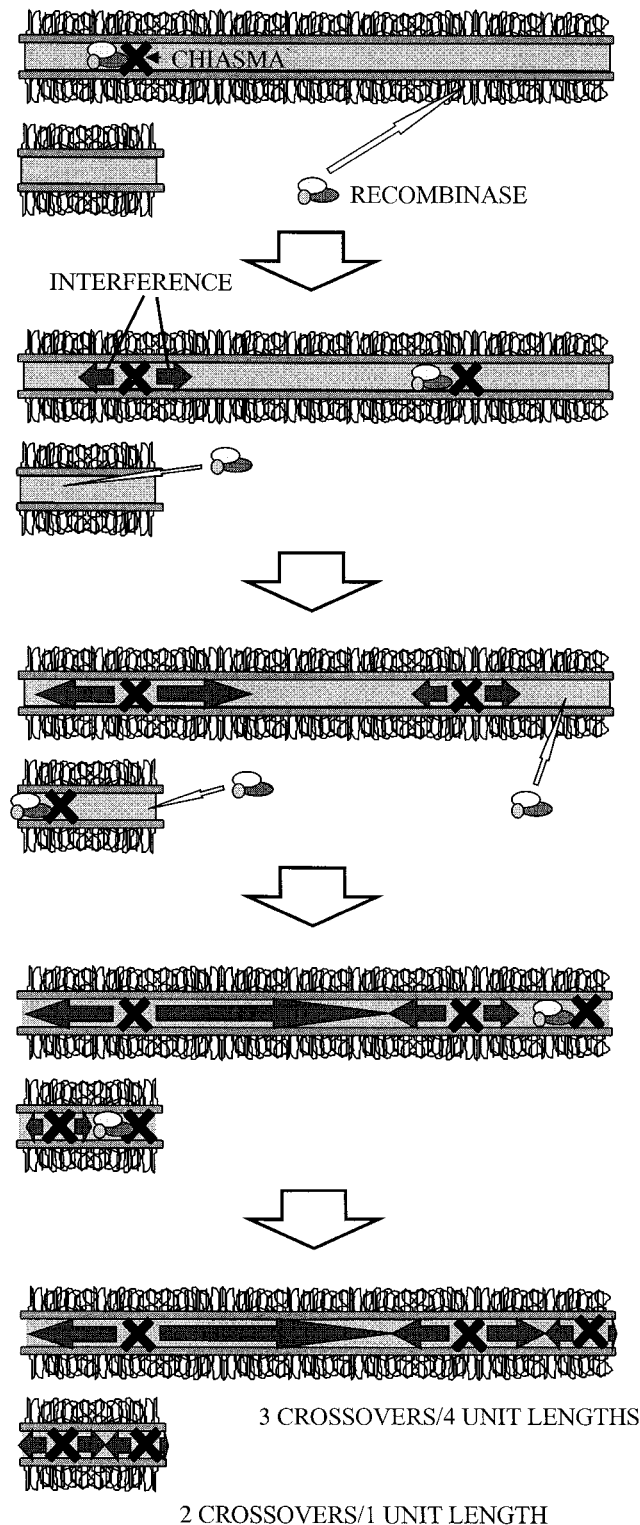 CHIASMA
RECOMBINASE
INTERFERENCE
3 CROSSOVERS/4 UNIT LENGTHS
2 CROSSOVERS/1 UNIT LENGTH